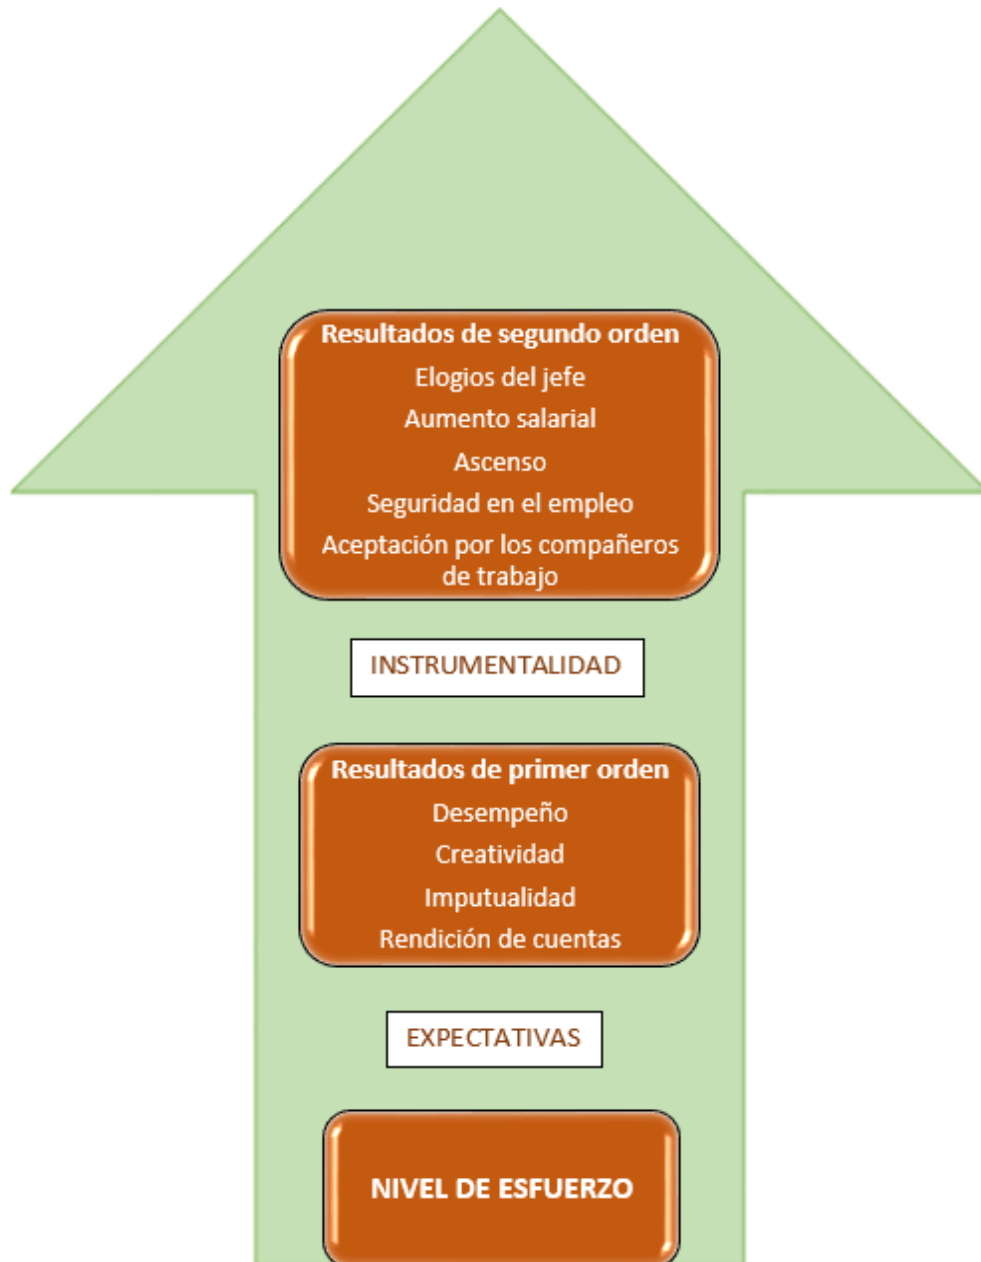 Resultados de segundo orden
Elogios del jefe
Aumento salarial
Ascenso
Seguridad en el empleo
Aceptación por los compañeros
de trabajo
INSTRUMENTALIDAD
Resultados de primer orden
Desempeño
Creatividad
Imputualidad
Rendición de cuentas
EXPECTATIVAS
NIVEL DE ESFUERZO